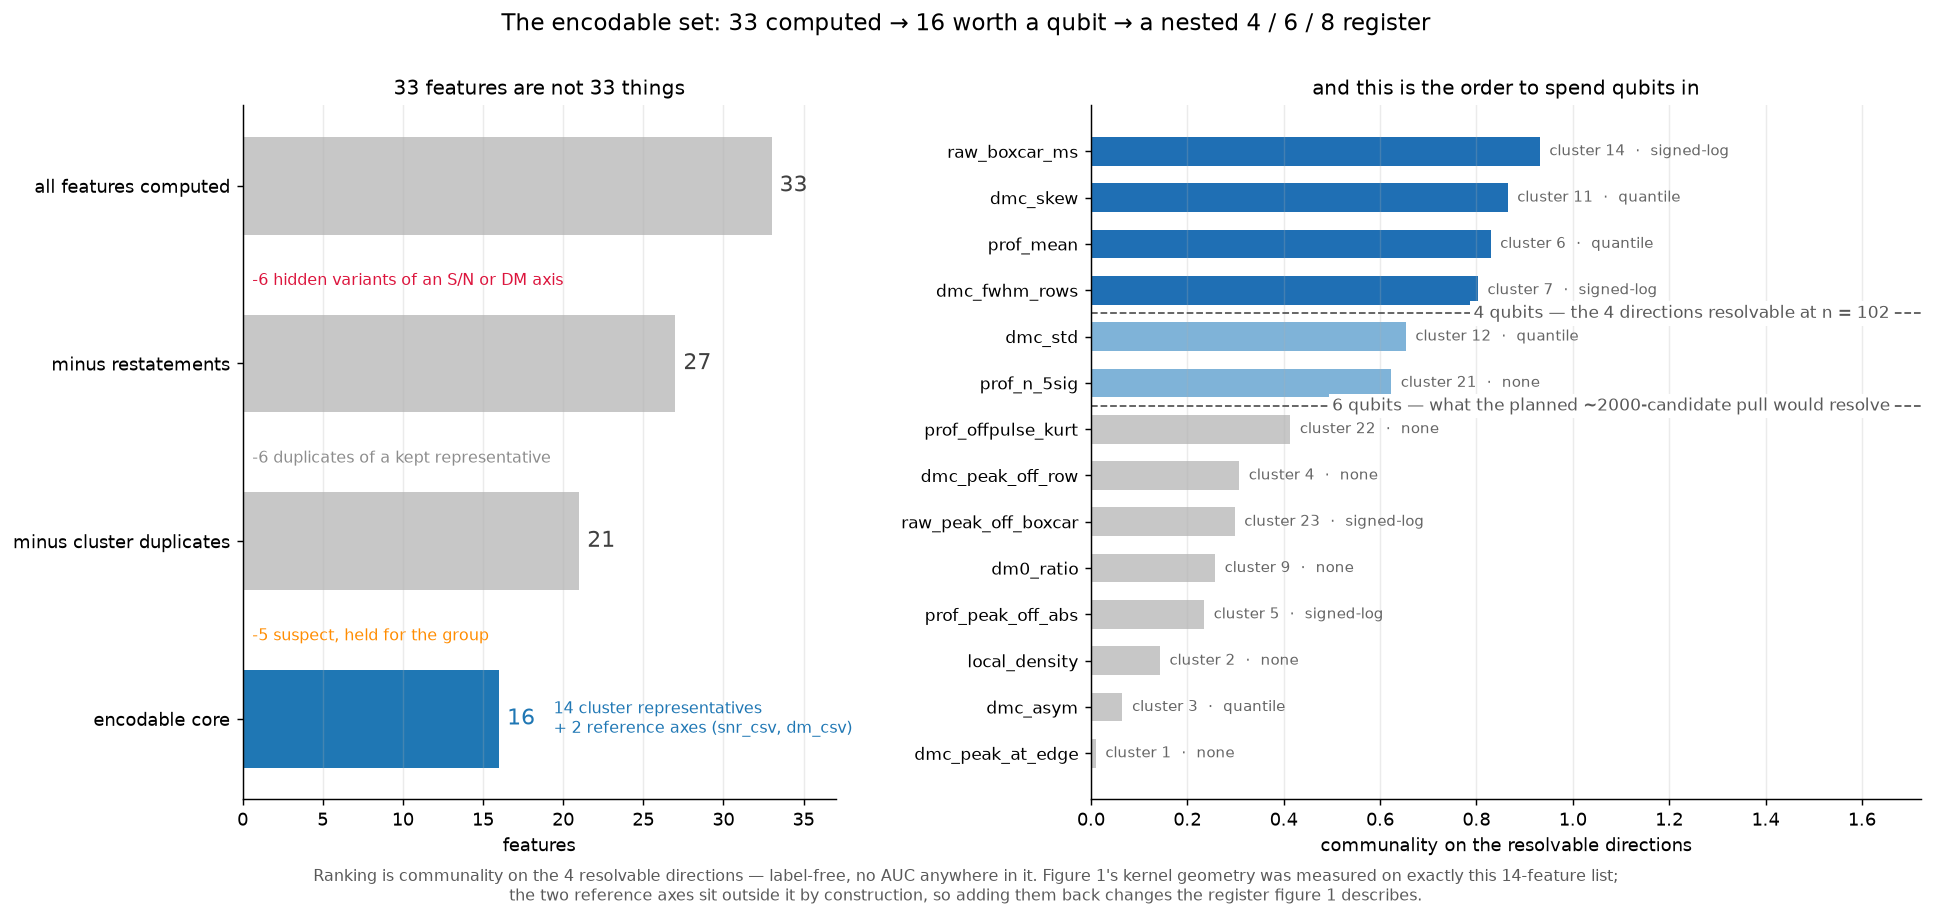 The encodable set: 33 computed → 16 worth a qubit → a nested 4 / 6 / 8 register
33 features are not 33 things
all features computed
33
-6 hidden variants of an S/N or DM axis
minus restatements
27
-6 duplicates of a kept representative
minus cluster duplicates
21
-5 suspect, held for the group
encodable core
16
14 cluster representatives
+ 2 reference axes (snr_csv, dm_csv)
0 5 10 15 20 25 30 35
features
and this is the order to spend qubits in
raw_boxcar_ms cluster 14 · signed-log
dmc_skew cluster 11 · quantile
prof_mean cluster 6 · quantile
dmc_fwhm_rows cluster 7 · signed-log
4 qubits — the 4 directions resolvable at n = 102
dmc_std cluster 12 · quantile
prof_n_5sig cluster 21 · none
6 qubits — what the planned ~2000-candidate pull would resolve
prof_offpulse_kurt cluster 22 · none
dmc_peak_off_row cluster 4 · none
raw_peak_off_boxcar cluster 23 · signed-log
dm0_ratio cluster 9 · none
prof_peak_off_abs cluster 5 · signed-log
local_density cluster 2 · none
dmc_asym cluster 3 · quantile
dmc_peak_at_edge cluster 1 · none
0.0 0.2 0.4 0.6 0.8 1.0 1.2 1.4 1.6
communality on the resolvable directions
Ranking is communality on the 4 resolvable directions — label-free, no AUC anywhere in it. Figure 1's kernel geometry was measured on exactly this 14-feature list;
the two reference axes sit outside it by construction, so adding them back changes the register figure 1 describes.